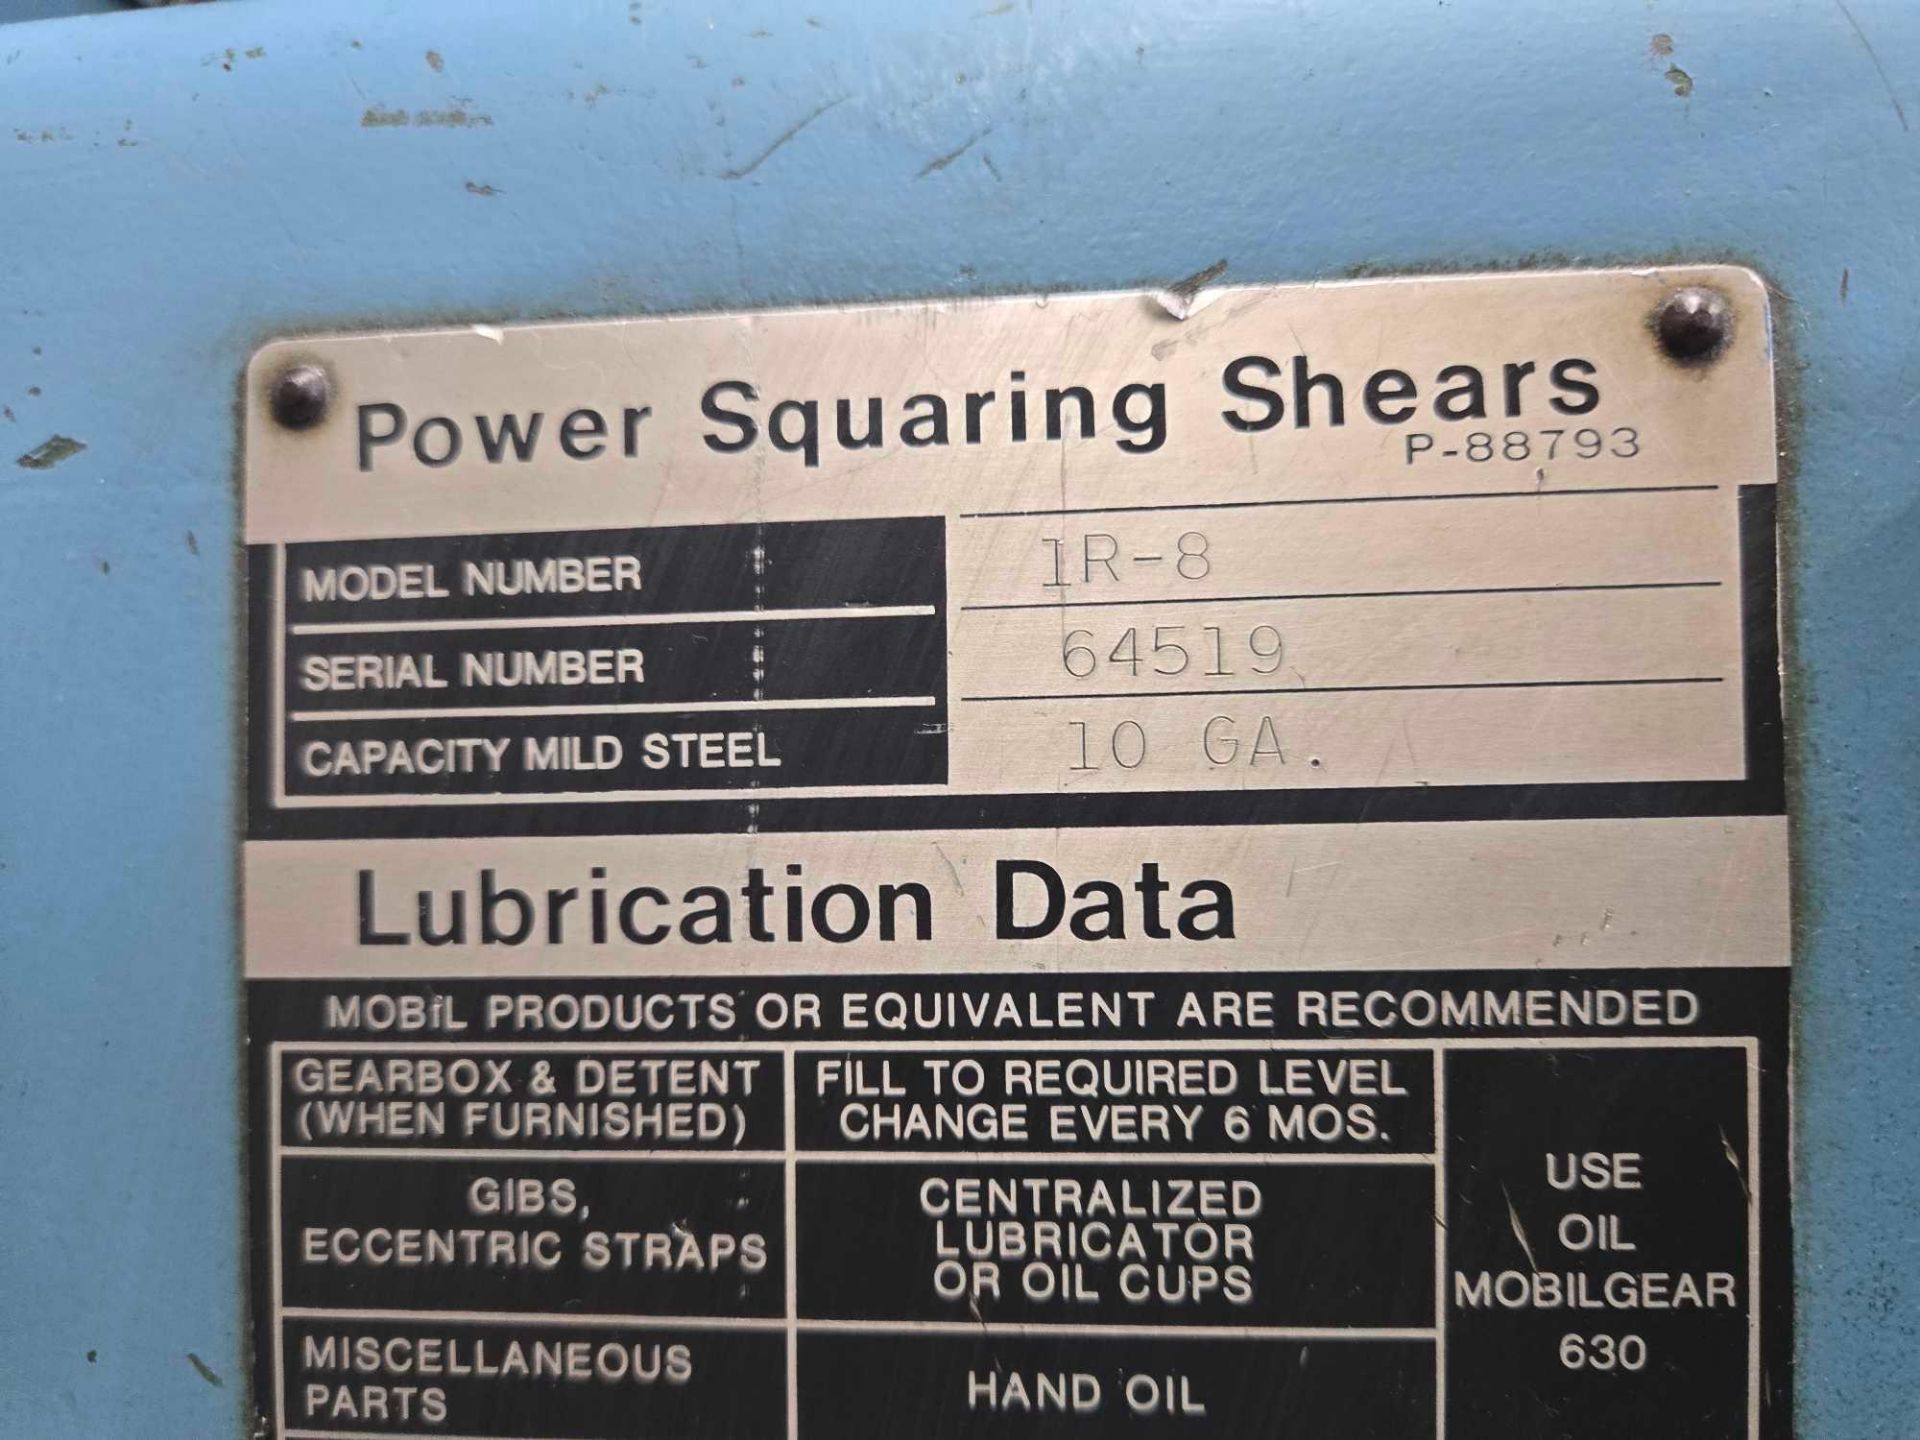 Power Squaring Shears
P-88793
MODEL NUMBER 1R-8
SERIAL NUMBER 64519
CAPACITY MILD STEEL 10 GA.
Lubrication Data
MOBIL PRODUCTS OR EQUIVALENT ARE RECOMMENDED
GEARBOX & DETENT
(WHEN FURNISHED)
FILL TO REQUIRED LEVEL
CHANGE EVERY 6 MOS.
GIBS,
ECCENTRIC STRAPS
CENTRALIZED
LUBRICATOR
OR OIL CUPS
MISCELLANEOUS
PARTS
HAND OIL
USE
OIL
MOBILGEAR
630